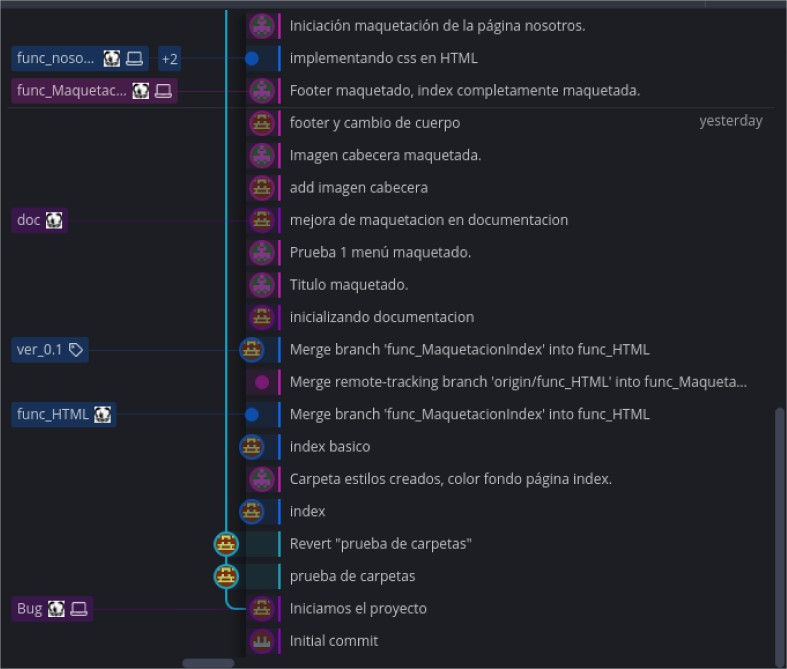 Iniciación maquetación de la página nosotros.
func_noso... +2 implementando css en HTML
func_Maquetac... Footer maquetado, index completamente maquetada.
footer y cambio de cuerpo yesterday
Imagen cabecera maquetada.
add imagen cabecera
doc mejora de maquetacion en documentacion
Prueba 1 menú maquetado.
Titulo maquetado.
inicializando documentacion
ver_0.1 Merge branch 'func_MaquetacionIndex' into func_HTML
Merge remote-tracking branch 'origin/func_HTML' into func_Maqueta...
func_HTML Merge branch 'func_MaquetacionIndex' into func_HTML
index basico
Carpeta estilos creados, color fondo página index.
index
Revert "prueba de carpetas"
prueba de carpetas
Bug Iniciamos el proyecto
Initial commit